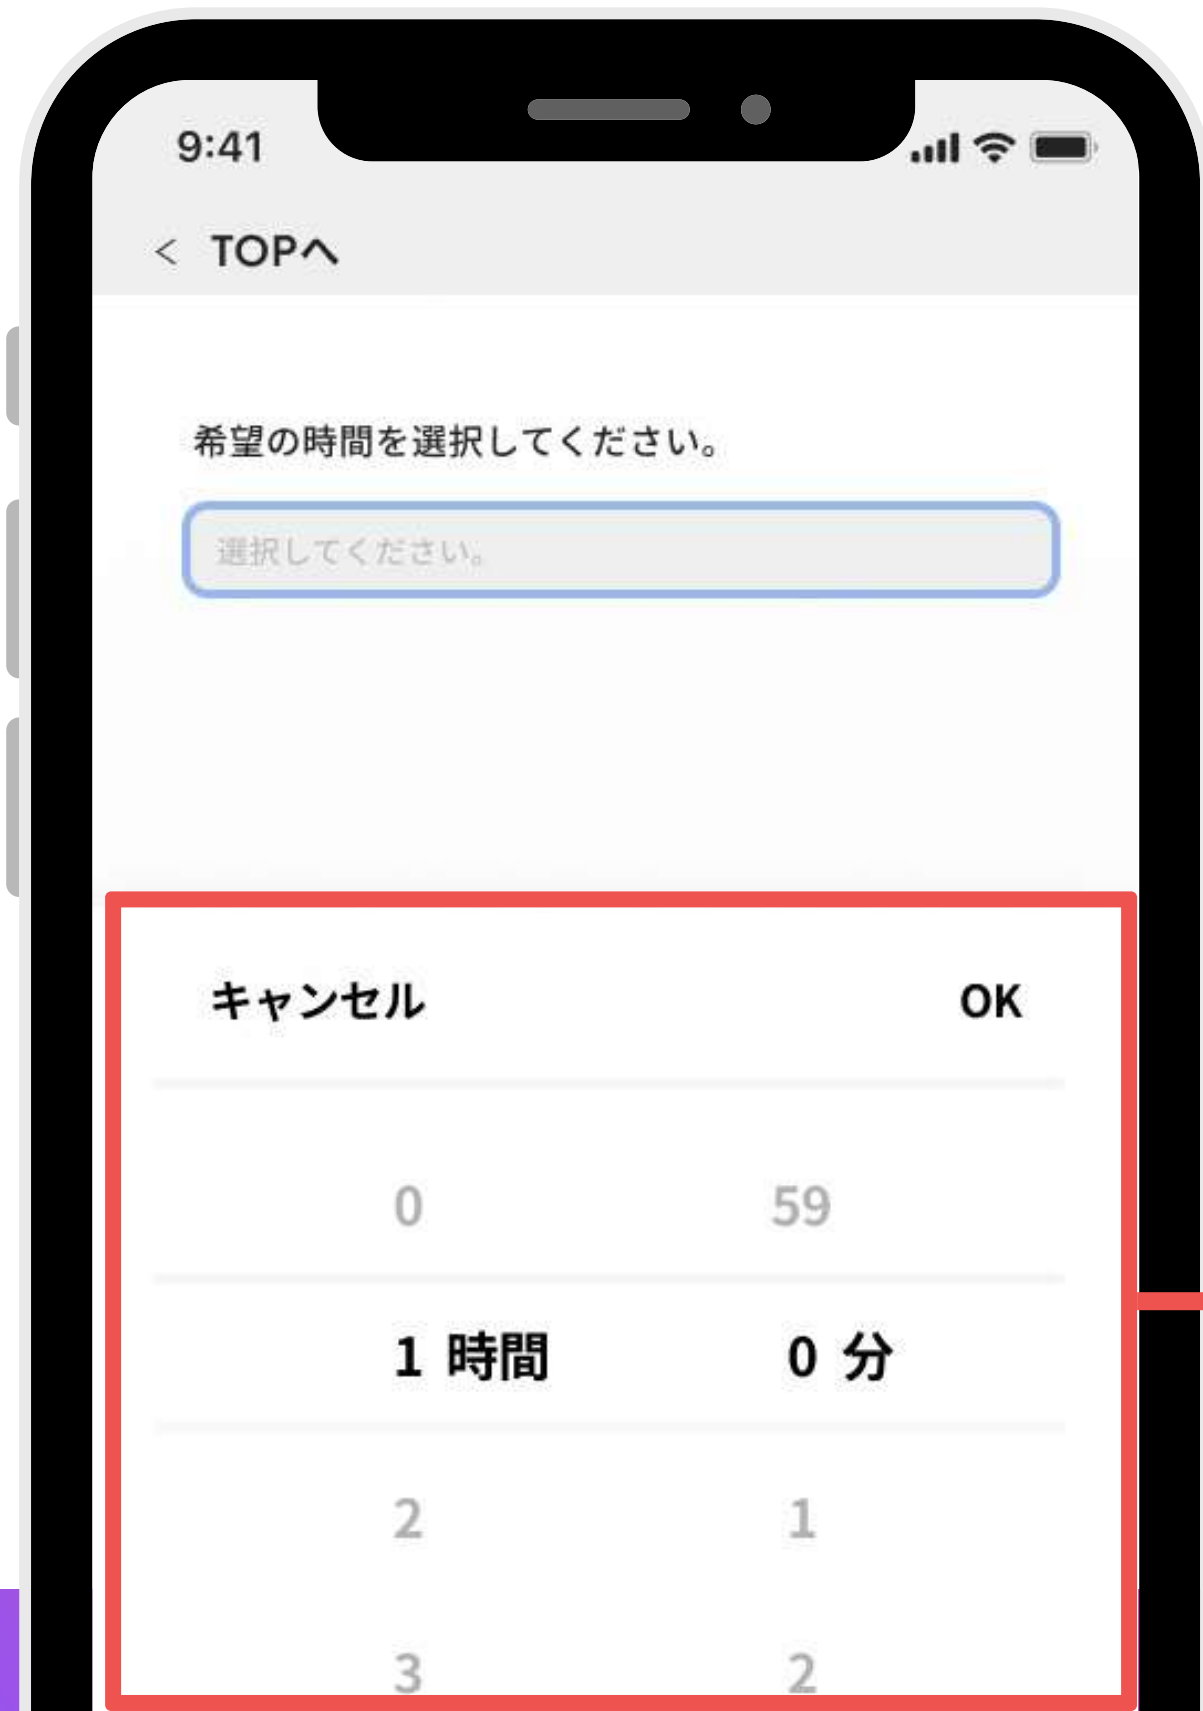 9:41
< TOPへ
希望の時間を選択してください。
選択してください。
キャンセル OK
0 59
1 時間 0 分
2 1
3 2